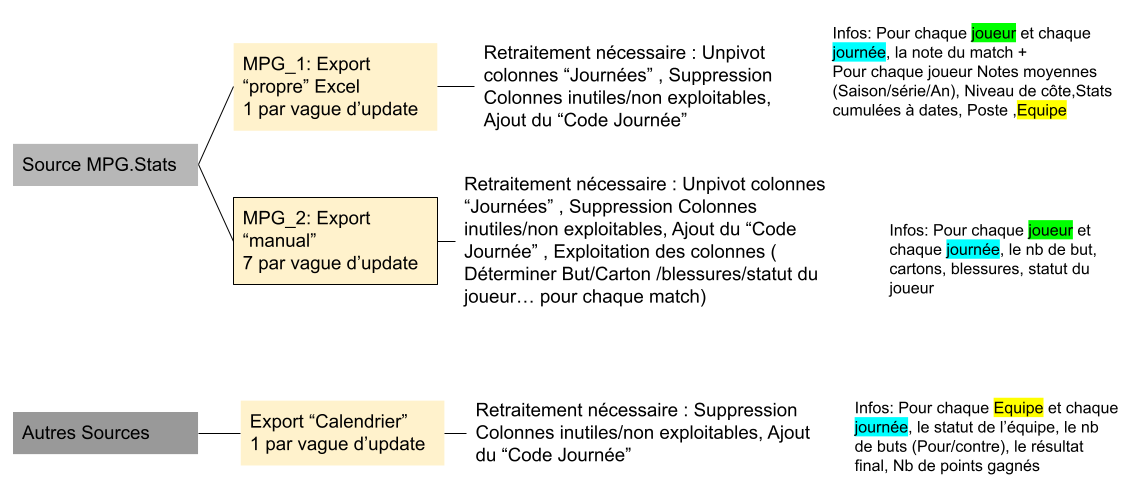 Source MPG.Stats
MPG_1: Export
“propre” Excel
1 par vague d’update
Retraitement nécessaire : Unpivot
colonnes “Journées” , Suppression
Colonnes inutiles/non exploitables,
Ajout du “Code Journée”
Infos: Pour chaque joueur et chaque
journée, la note du match +
Pour chaque joueur Notes moyennes
(Saison/série/An), Niveau de côte,Stats
cumulées à dates, Poste ,Equipe
MPG_2: Export
“manual”
7 par vague d’update
Retraitement nécessaire : Unpivot colonnes
“Journées” , Suppression Colonnes
inutiles/non exploitables, Ajout du “Code
Journée” , Exploitation des colonnes (
Déterminer But/Carton /blessures/statut du
joueur… pour chaque match)
Infos: Pour chaque joueur et
chaque journée, le nb de but,
cartons, blessures, statut du
joueur
Autres Sources
Export “Calendrier”
1 par vague d’update
Retraitement nécessaire : Suppression
Colonnes inutiles/non exploitables, Ajout
du “Code Journée”
Infos: Pour chaque Equipe et chaque
journée, le statut de l’équipe, le nb
de buts (Pour/contre), le résultat
final, Nb de points gagnés